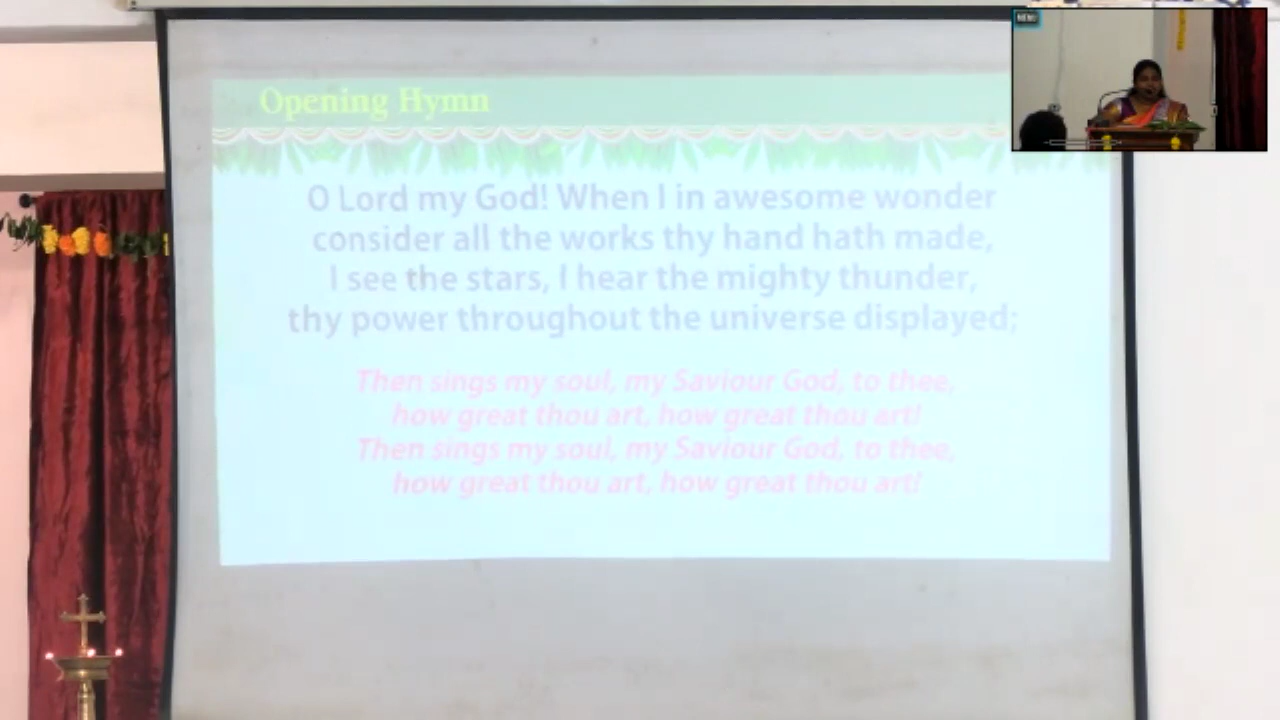 Opening Hymn
O Lord my God! When I in awesome wonder
consider all the works thy hand hath made,
I see the stars, I hear the mighty thunder,
thy power throughout the universe displayed;
Then sings my soul, my Saviour God, to thee,
how great thou art, how great thou art!
Then sings my soul, my Saviour God, to thee,
how great thou art, how great thou art!